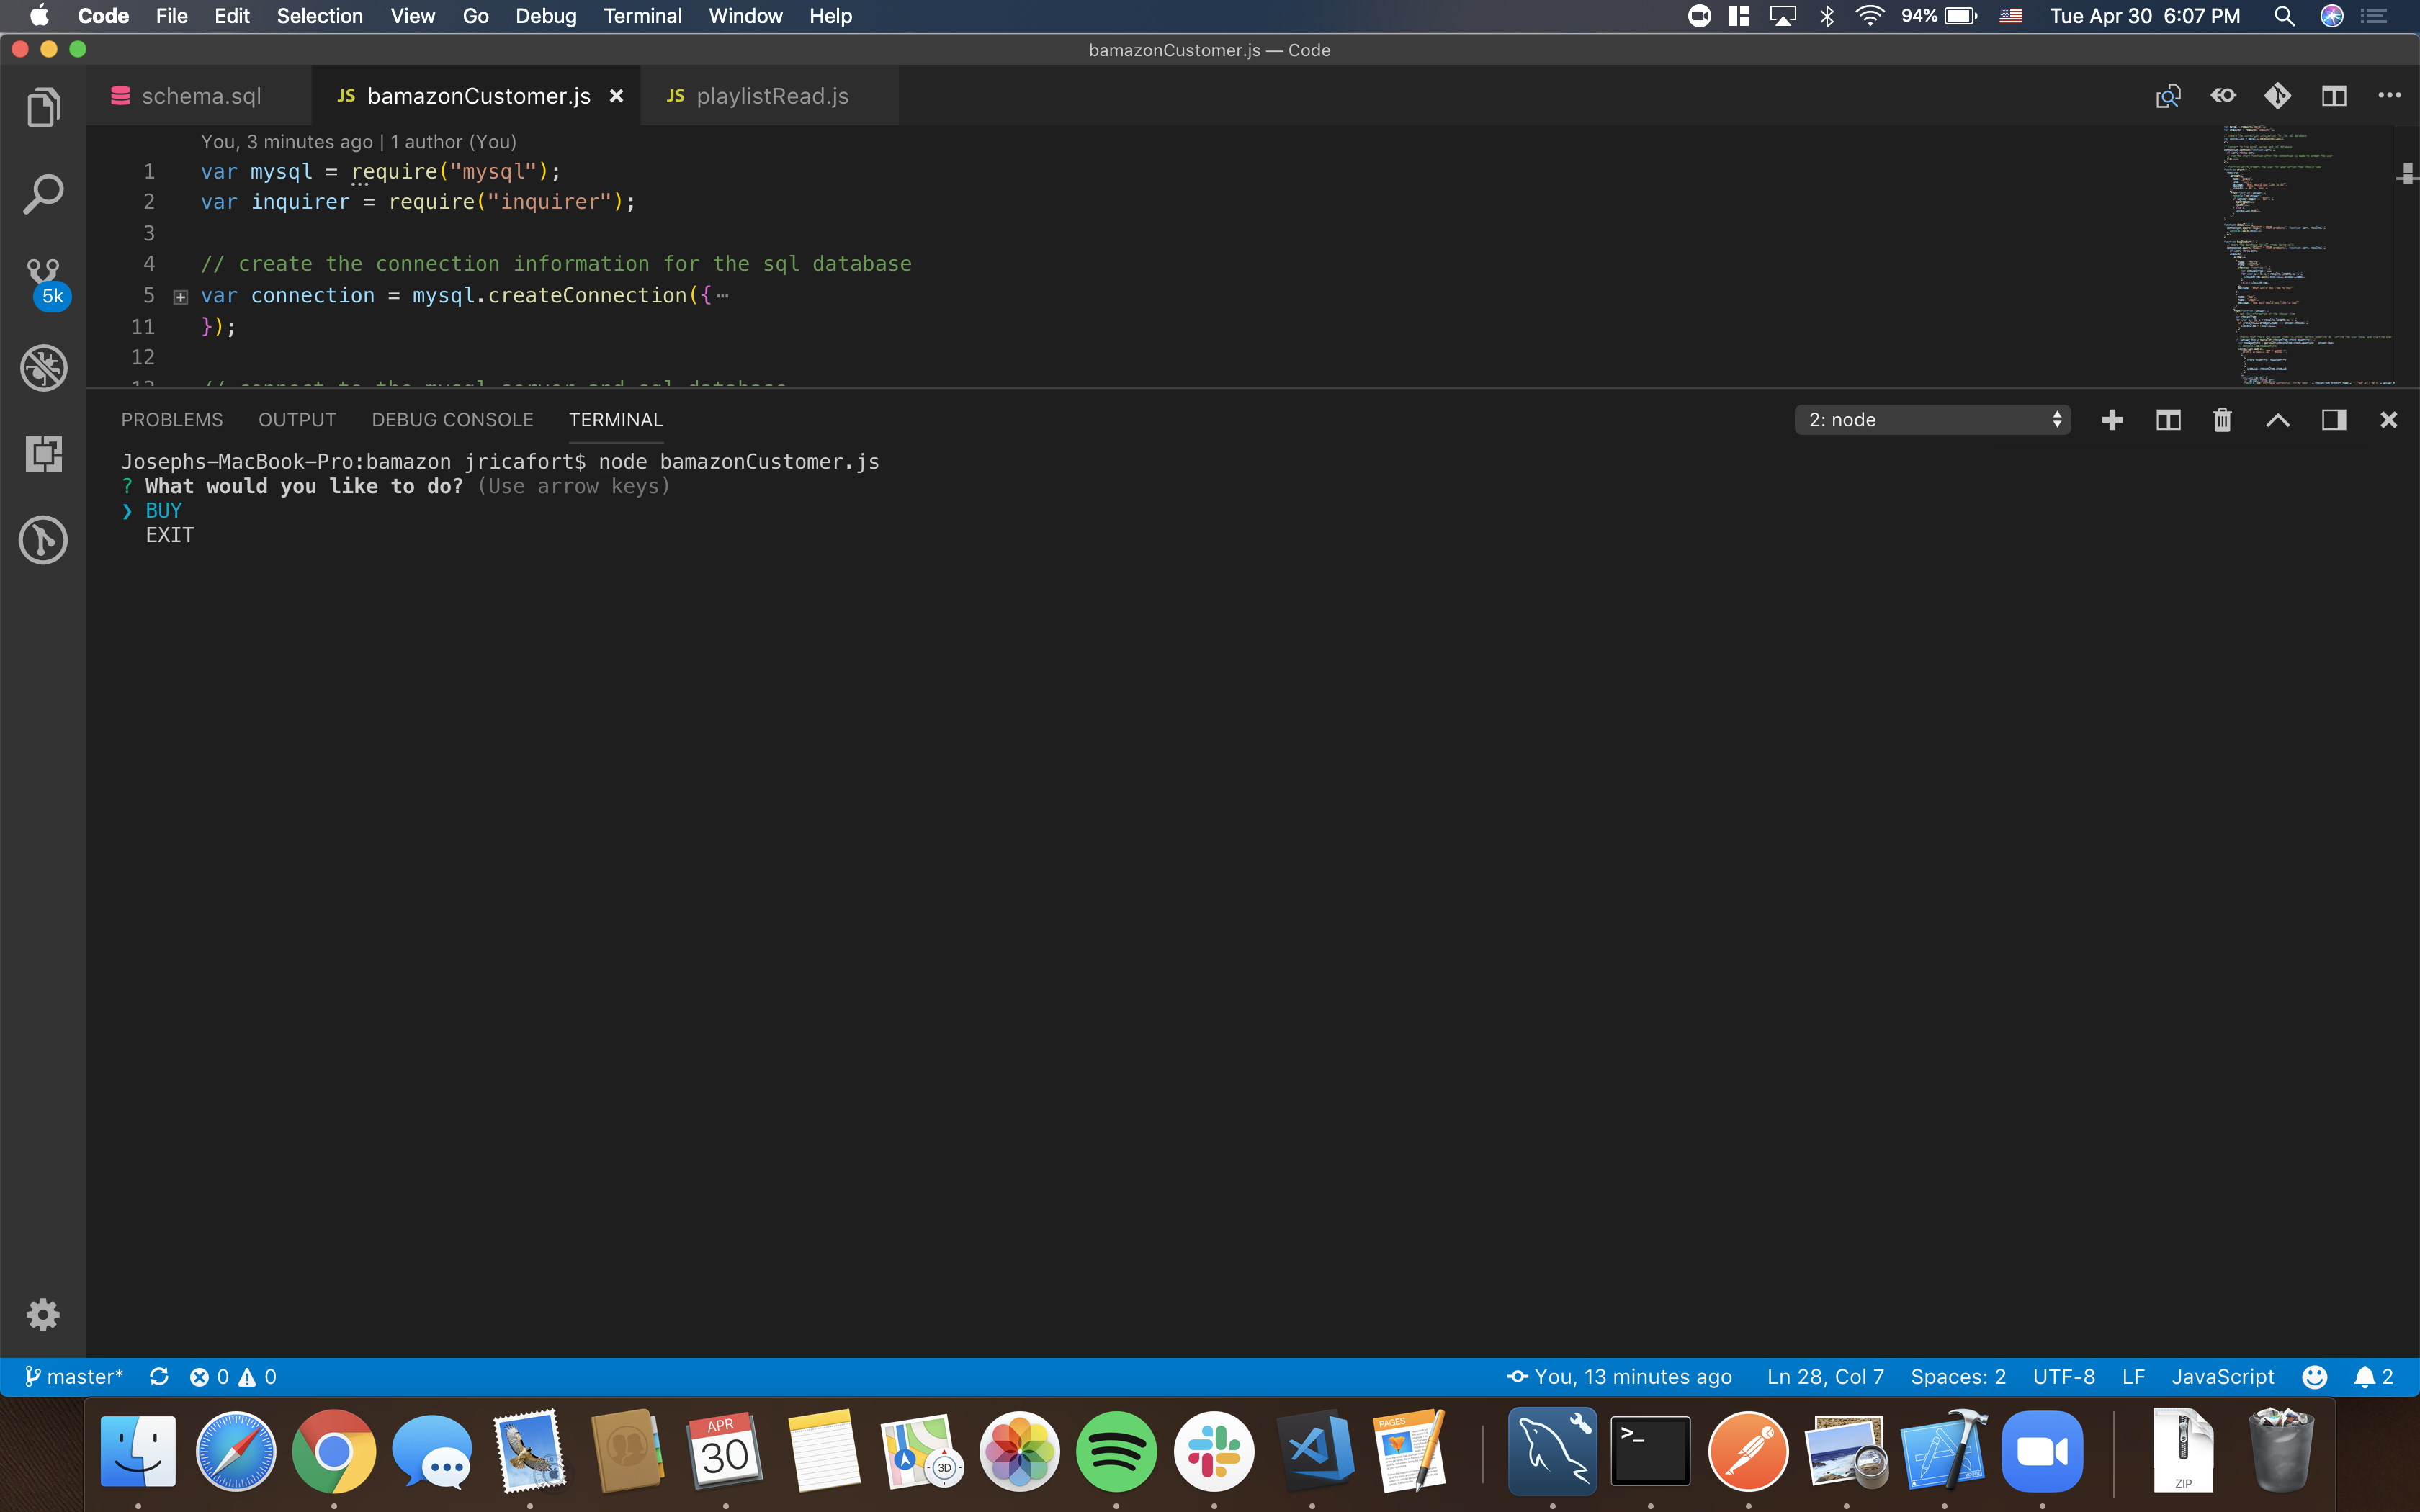 Code File Edit Selection View Go Debug Terminal Window Help 94% Tue Apr 30 6:07 PM
bamazonCustomer.js — Code
schema.sql JS bamazonCustomer.js × JS playlistRead.js
You, 3 minutes ago | 1 author (You)
1 var mysql = require("mysql");
2 var inquirer = require("inquirer");
3
4 // create the connection information for the sql database
5 var connection = mysql.createConnection({…
11 });
12
5k
PROBLEMS OUTPUT DEBUG CONSOLE TERMINAL 2: node
Josephs-MacBook-Pro:bamazon jricafort$ node bamazonCustomer.js
? What would you like to do? (Use arrow keys)
❯ BUY
EXIT
master* 0 0 You, 13 minutes ago Ln 28, Col 7 Spaces: 2 UTF-8 LF JavaScript 2
APR
30
3D
PAGES
>_
ZIP